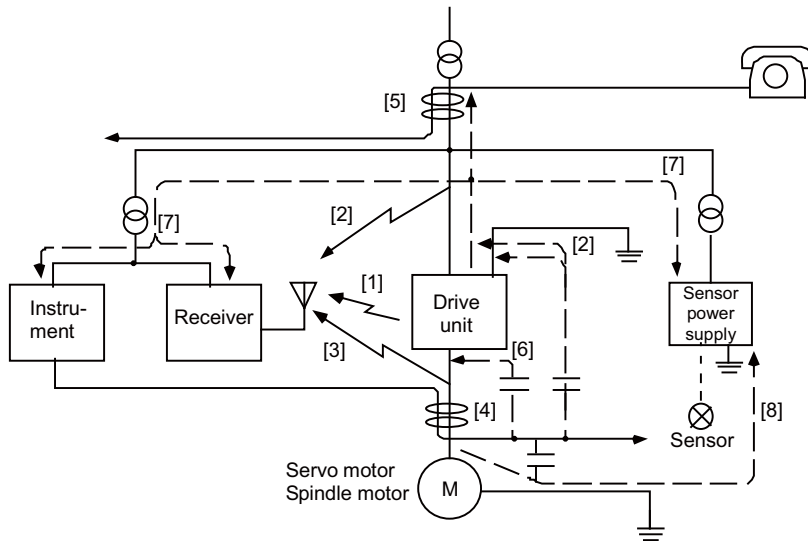 [5]
[7]
[2]
[7]
[2]
[1]
Instru-
ment
Receiver
Drive
unit
Sensor
power
supply
[3]
[6]
[4]
[8]
Sensor
Servo motor
Spindle motor
M